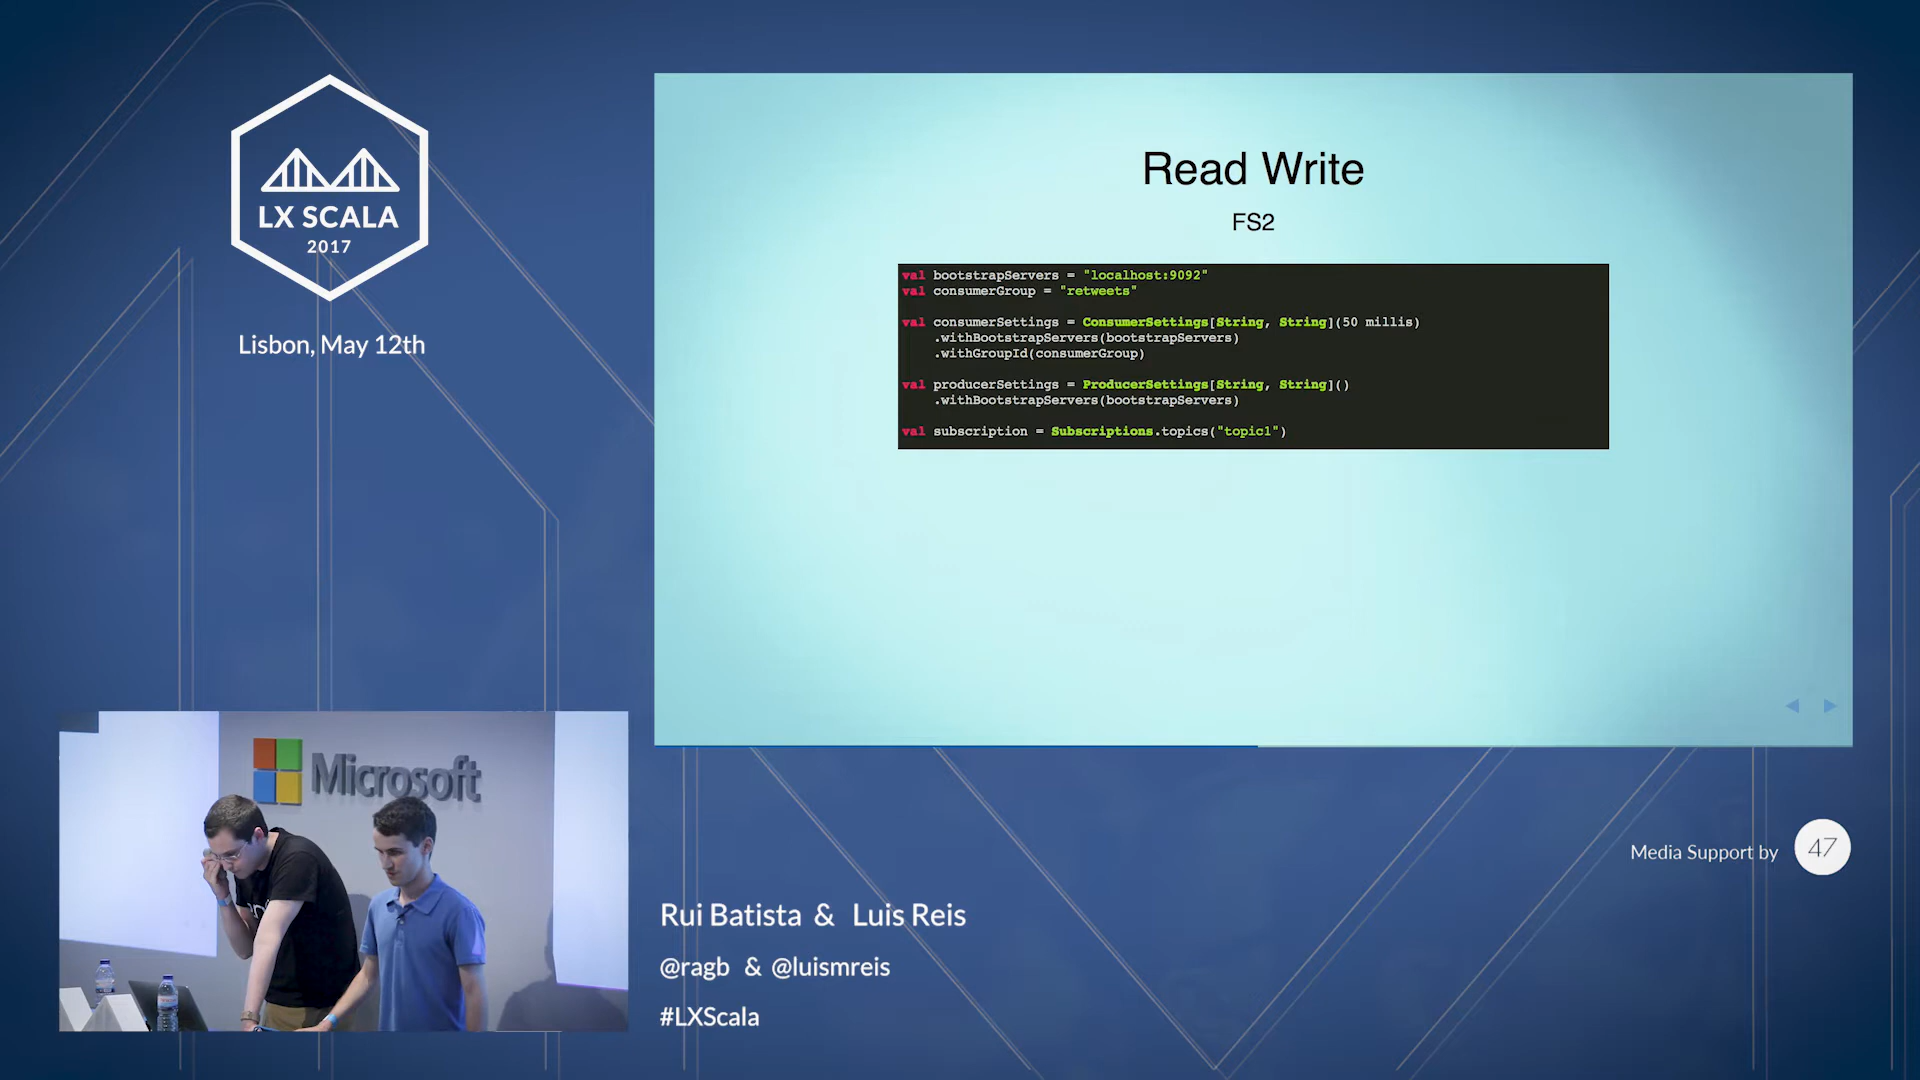 LX SCALA
2017
Lisbon, May 12th
Read Write
FS2
val bootstrapServers = "localhost:9092"
val consumerGroup = "retweets"
val consumerSettings = ConsumerSettings[String, String](50 millis)
.withBootstrapServers(bootstrapServers)
.withGroupId(consumerGroup)
val producerSettings = ProducerSettings[String, String]()
.withBootstrapServers(bootstrapServers)
val subscription = Subscriptions.topics("topic1")
Microsoft
Media Support by 47
Rui Batista & Luis Reis
@ragb & @luismreis
#LXScala